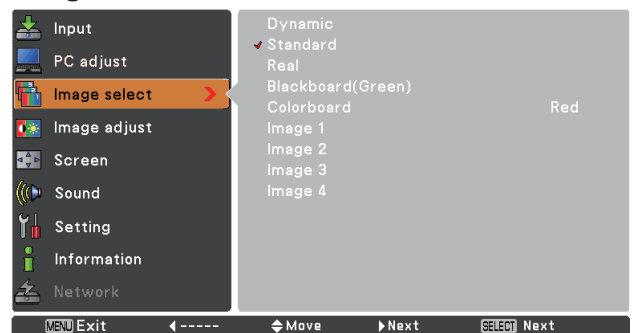 Input
PC adjust
Image select
Image adjust
Screen
Sound
Setting
Information
Network
Dynamic
Standard
Real
Blackboard(Green)
Colorboard Red
Image 1
Image 2
Image 3
Image 4
MENU Exit ----- Move Next SELECT Next